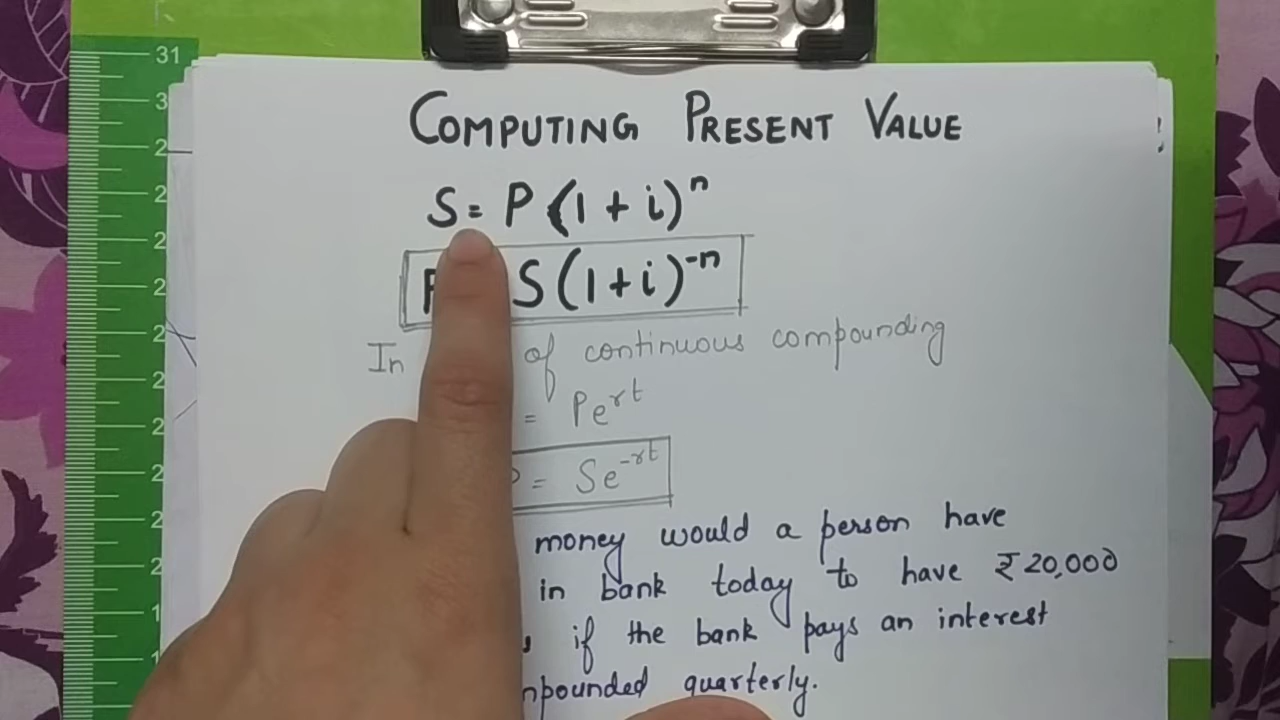 COMPUTING PRESENT VALUE
S = P (1 + i)^n
S (1 + i)^-n
In of continuous compounding
= Pe^rt
= Se^-rt
money would a person have
in bank today to have ₹ 20,000
if the bank pays an interest
quarterly.
31